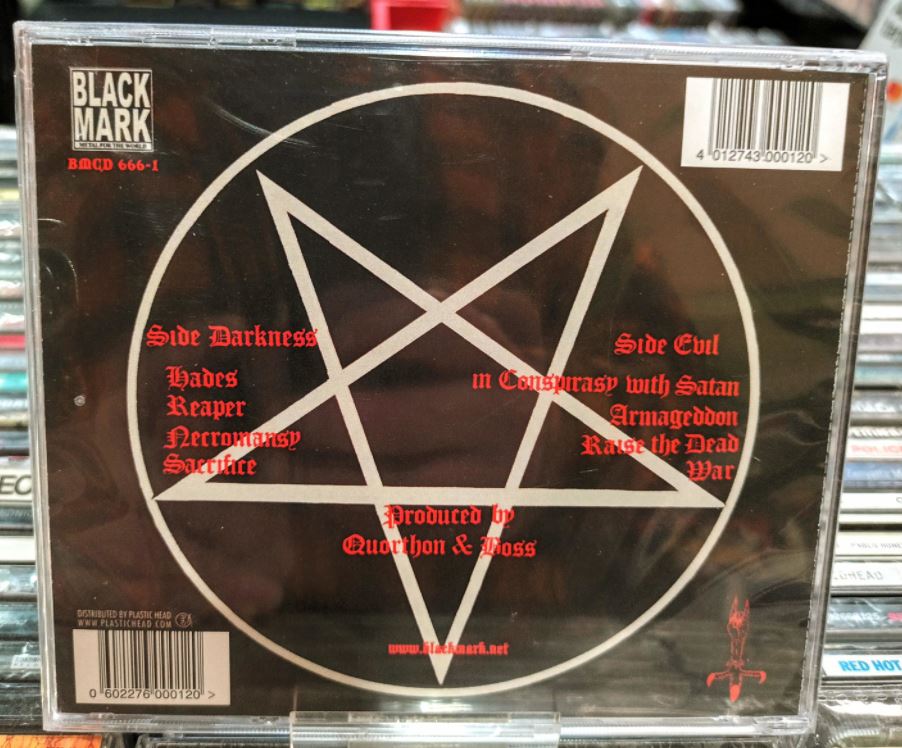 BLACK
MARK
METAL FOR THE WORLD
BMCD 666-1
4 012743 000120 >
Side Darkness
Hades
Reaper
Necromansy
Sacrifice
Side Evil
in Conspirasy with Satan
Armageddon
Raise the Dead
War
Produced by
Quorthon & Boss
www.blackmark.net
DISTRIBUTED BY PLASTIC HEAD
WWW.PLASTICHEAD.COM
0 602276 000120 >
RED HOT